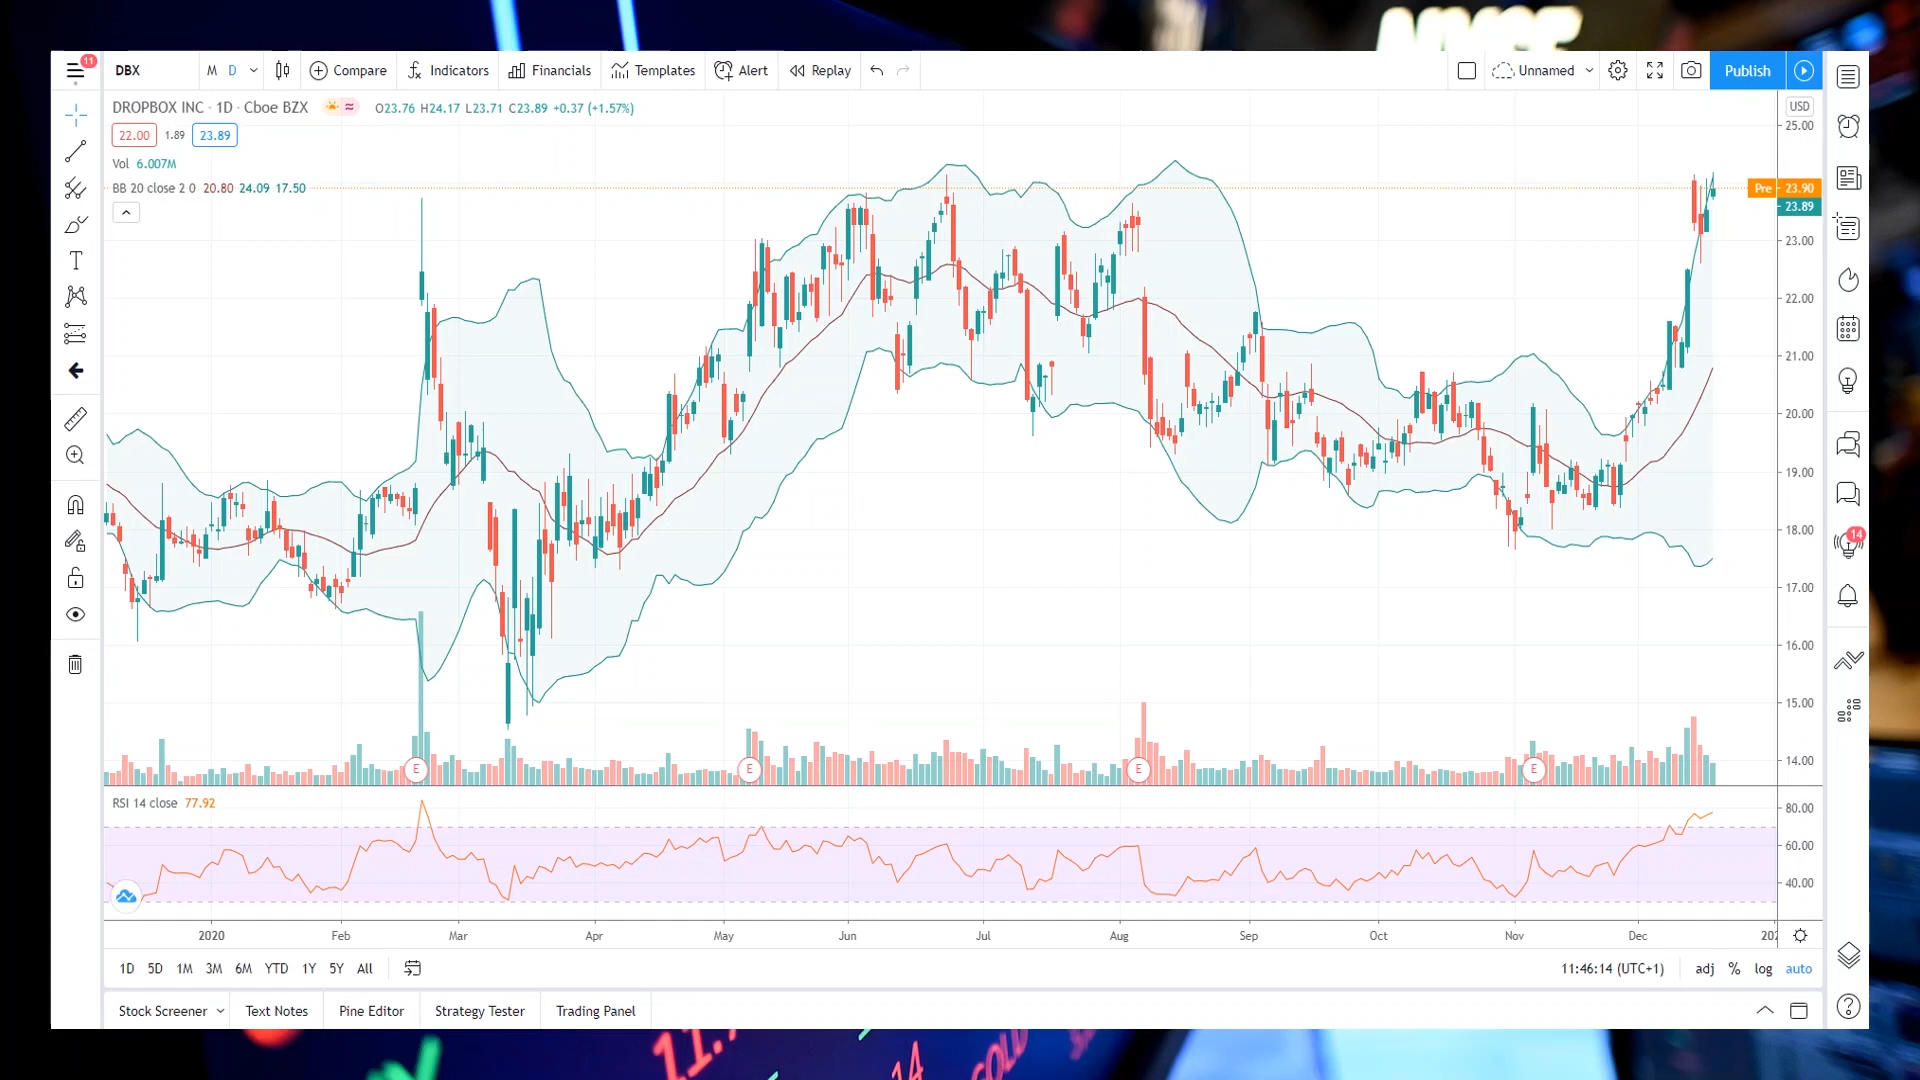 11
DBX
M D
Compare
Indicators
Financials
Templates
Alert
Replay
Unnamed
Publish
DROPBOX INC · 1D · Cboe BZX
O23.76 H24.17 L23.71 C23.89 +0.37 (+1.57%)
USD
22.00 1.89 23.89
Vol 6.007M
BB 20 close 2 0 20.80 24.09 17.50
25.00
Pre 23.90
23.89
23.00
22.00
21.00
20.00
19.00
18.00
17.00
16.00
15.00
14.00
14
E E E E
RSI 14 close 77.92
80.00
60.00
40.00
2020 Feb Mar Apr May Jun Jul Aug Sep Oct Nov Dec 202
1D 5D 1M 3M 6M YTD 1Y 5Y All
11:46:14 (UTC+1) adj % log auto
Stock Screener Text Notes Pine Editor Strategy Tester Trading Panel
14
GOLD